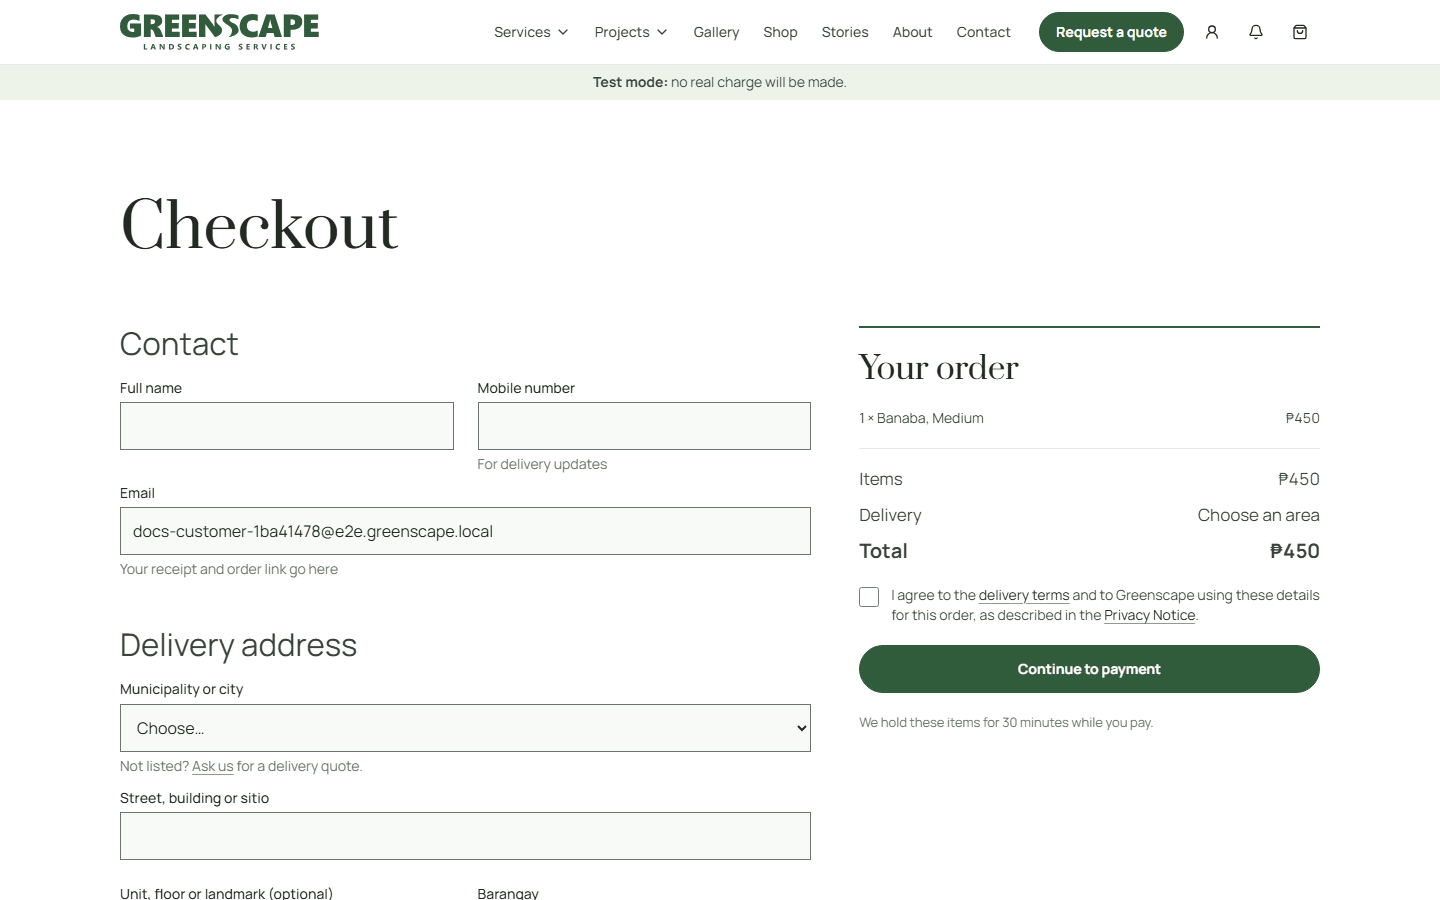 GREENSCAPE
LANDSCAPING SERVICES
Services
Projects
Gallery
Shop
Stories
About
Contact
Request a quote
Test mode: no real charge will be made.
Checkout
Contact
Full name
Mobile number
For delivery updates
Email
docs-customer-1ba41478@e2e.greenscape.local
Your receipt and order link go here
Delivery address
Municipality or city
Choose...
Not listed? Ask us for a delivery quote.
Street, building or sitio
Unit, floor or landmark (optional)
Barangay
Your order
1 × Banaba, Medium ₱450
Items ₱450
Delivery Choose an area
Total ₱450
I agree to the delivery terms and to Greenscape using these details
for this order, as described in the Privacy Notice.
Continue to payment
We hold these items for 30 minutes while you pay.